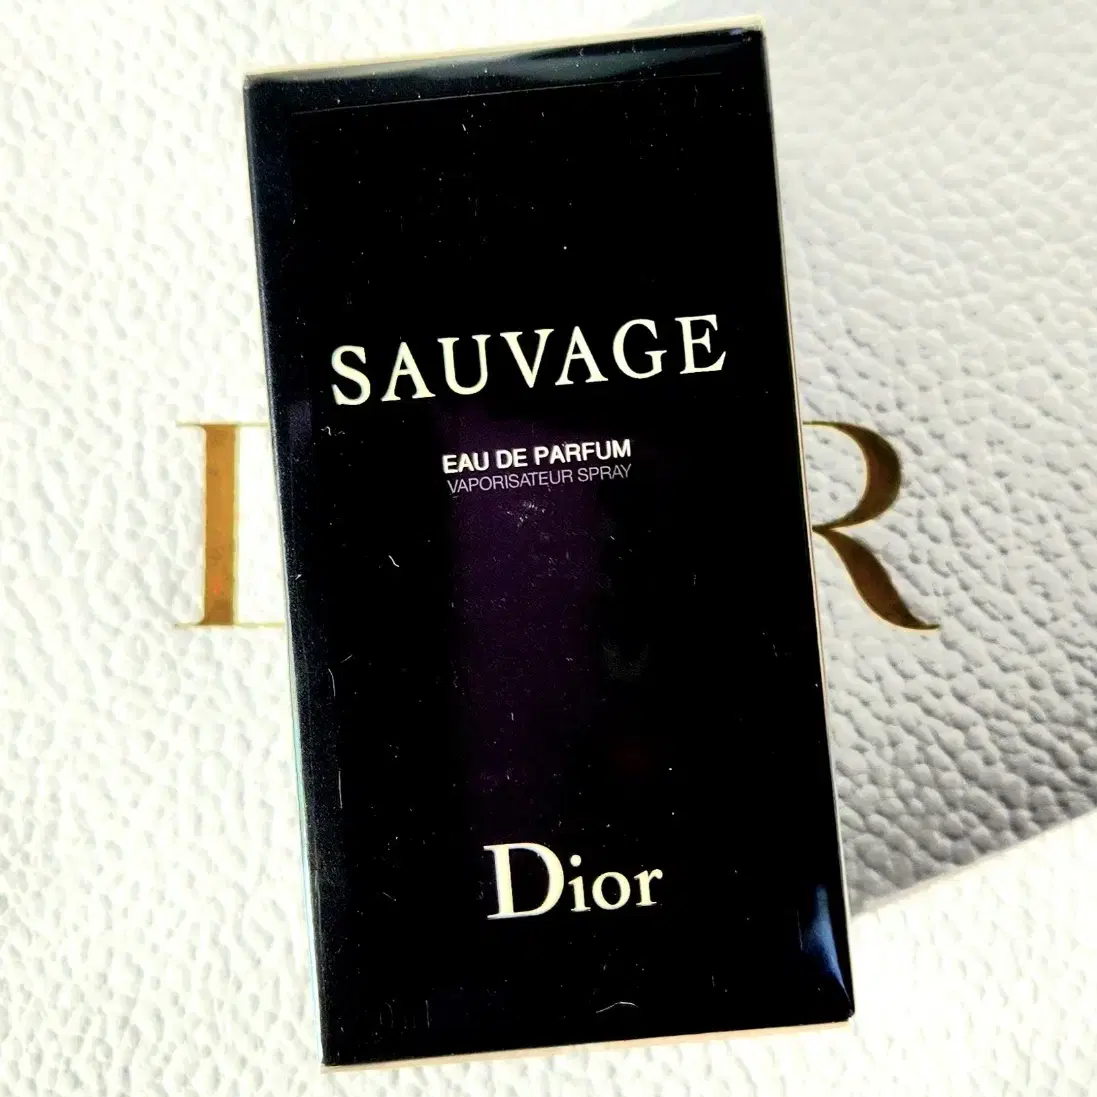 SAUVAGE
EAU DE PARFUM
VAPORISATEUR SPRAY
Dior